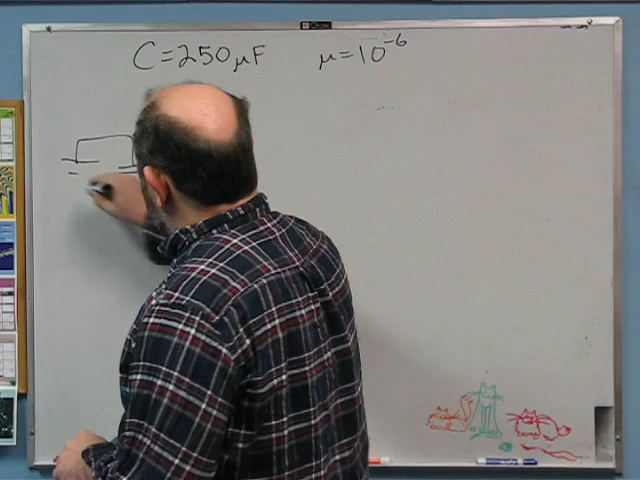 C = 250 μF μ = 10⁻⁶